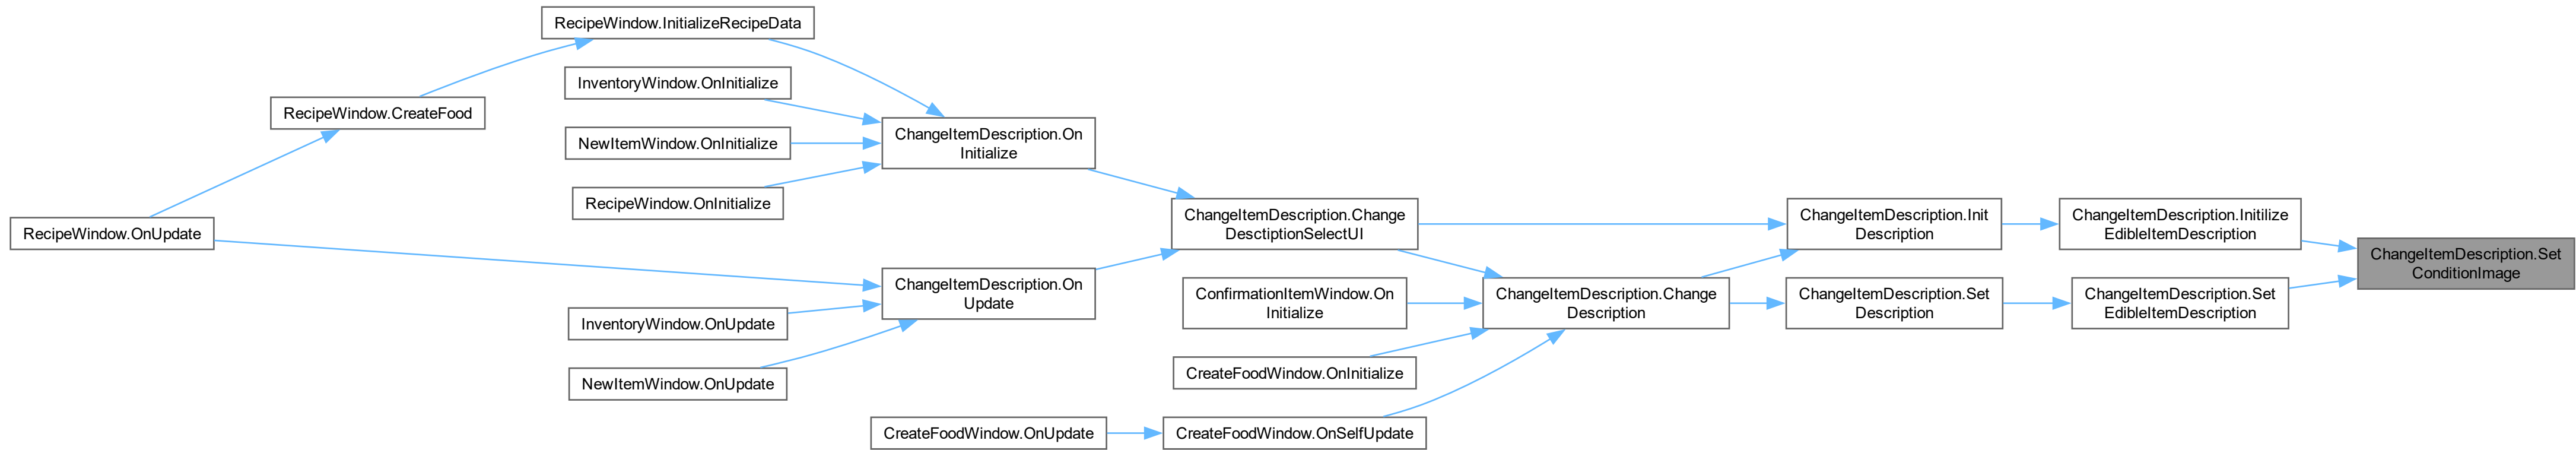 RecipeWindow.InitializeRecipeData
InventoryWindow.OnInitialize
RecipeWindow.CreateFood
ChangeItemDescription.On
Initialize
NewItemWindow.OnInitialize
RecipeWindow.OnInitialize
RecipeWindow.OnUpdate
ChangeItemDescription.Change
DesctiptionSelectUI
ChangeItemDescription.Init
Description
ChangeItemDescription.Initilize
EdibleItemDescription
ChangeItemDescription.Set
ConditionImage
ChangeItemDescription.On
Update
ConfirmationItemWindow.On
Initialize
ChangeItemDescription.Change
Description
ChangeItemDescription.Set
Description
ChangeItemDescription.Set
EdibleItemDescription
InventoryWindow.OnUpdate
NewItemWindow.OnUpdate
CreateFoodWindow.OnInitialize
CreateFoodWindow.OnUpdate
CreateFoodWindow.OnSelfUpdate